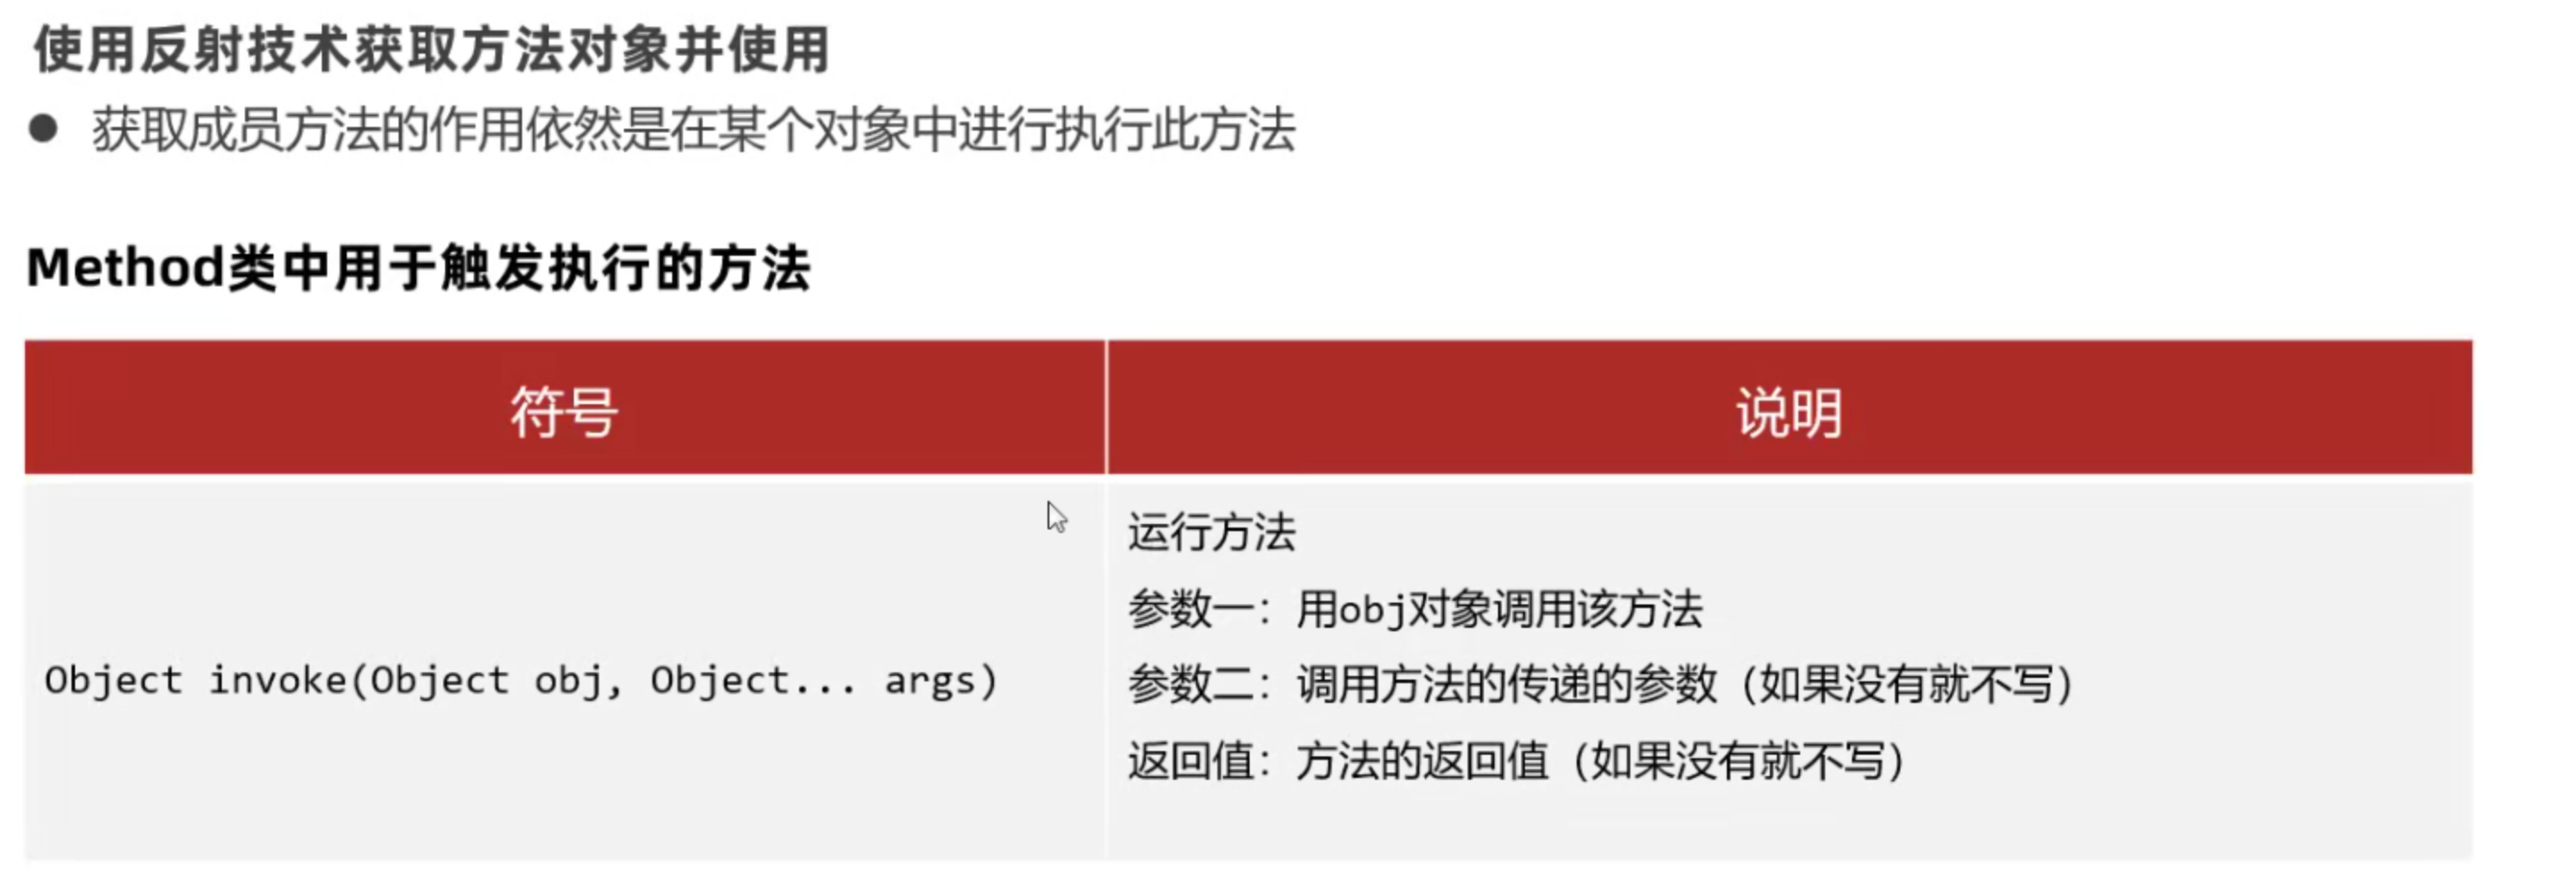 使用反射技术获取方法对象并使用
● 获取成员方法的作用依然是在某个对象中进行执行此方法
Method类中用于触发执行的方法
符号 说明
Object invoke(Object obj, Object... args)
运行方法
参数一：用obj对象调用该方法
参数二：调用方法的传递的参数（如果没有就不写）
返回值：方法的返回值（如果没有就不写）